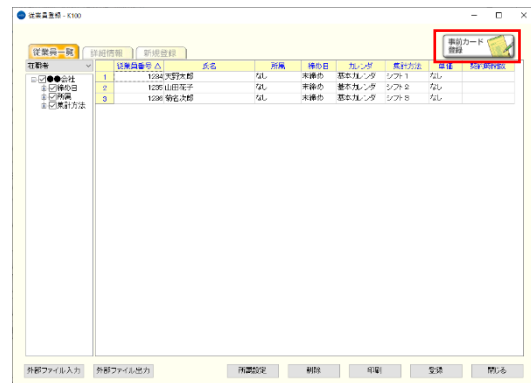 従業員登録 - K100
事前カード
登録
従業員一覧 詳細情報 新規登録
在職者
●●会社
締め日
所属
集計方法
従業員番号 △ 氏名 所属 締め日 カレンダ 集計方法 単価
1 1234 天野太郎 なし 末締め 基本カレンダ シフト1 なし
2 1235 山田花子 なし 末締め 基本カレンダ シフト2 なし
3 1236 菊名次郎 なし 末締め 基本カレンダ シフト3 なし
外部ファイル入力 外部ファイル出力 所属設定 削除 印刷 登録 閉じる